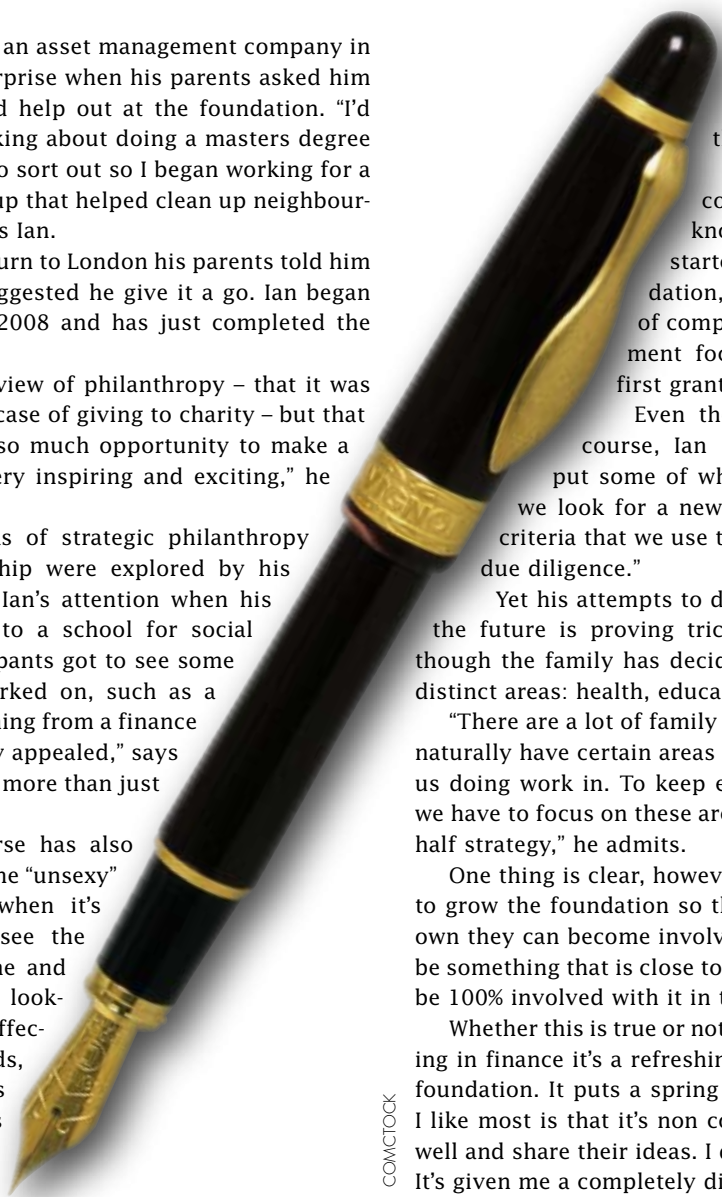 an asset management company in
rprise when his parents asked him
d help out at the foundation. “I’d
king about doing a masters degree
o sort out so I began working for a
up that helped clean up neighbour-
s Ian.
urn to London his parents told him
ggested he give it a go. Ian began
2008 and has just completed the
view of philanthropy – that it was
case of giving to charity – but that
so much opportunity to make a
ery inspiring and exciting,” he
s of strategic philanthropy
hip were explored by his
Ian’s attention when his
to a school for social
pants got to see some
rked on, such as a
ning from a finance
y appealed,” says
more than just
rse has also
ne “unsexy”
when it’s
see the
ne and
look-
ffec-
ds,
s
s
VIGNO
t
co
kno
starte
dation,
of comp
ment foc
first grant
Even th
course, Ian
put some of wh
we look for a new
criteria that we use t
due diligence.”
Yet his attempts to d
the future is proving tric
though the family has decid
distinct areas: health, educa
“There are a lot of family
naturally have certain areas
us doing work in. To keep e
we have to focus on these are
half strategy,” he admits.
One thing is clear, howev
to grow the foundation so th
own they can become involv
be something that is close to
be 100% involved with it in t
Whether this is true or not
ing in finance it’s a refreshin
foundation. It puts a spring
I like most is that it’s non co
well and share their ideas. I c
It’s given me a completely di
COMCTOCK